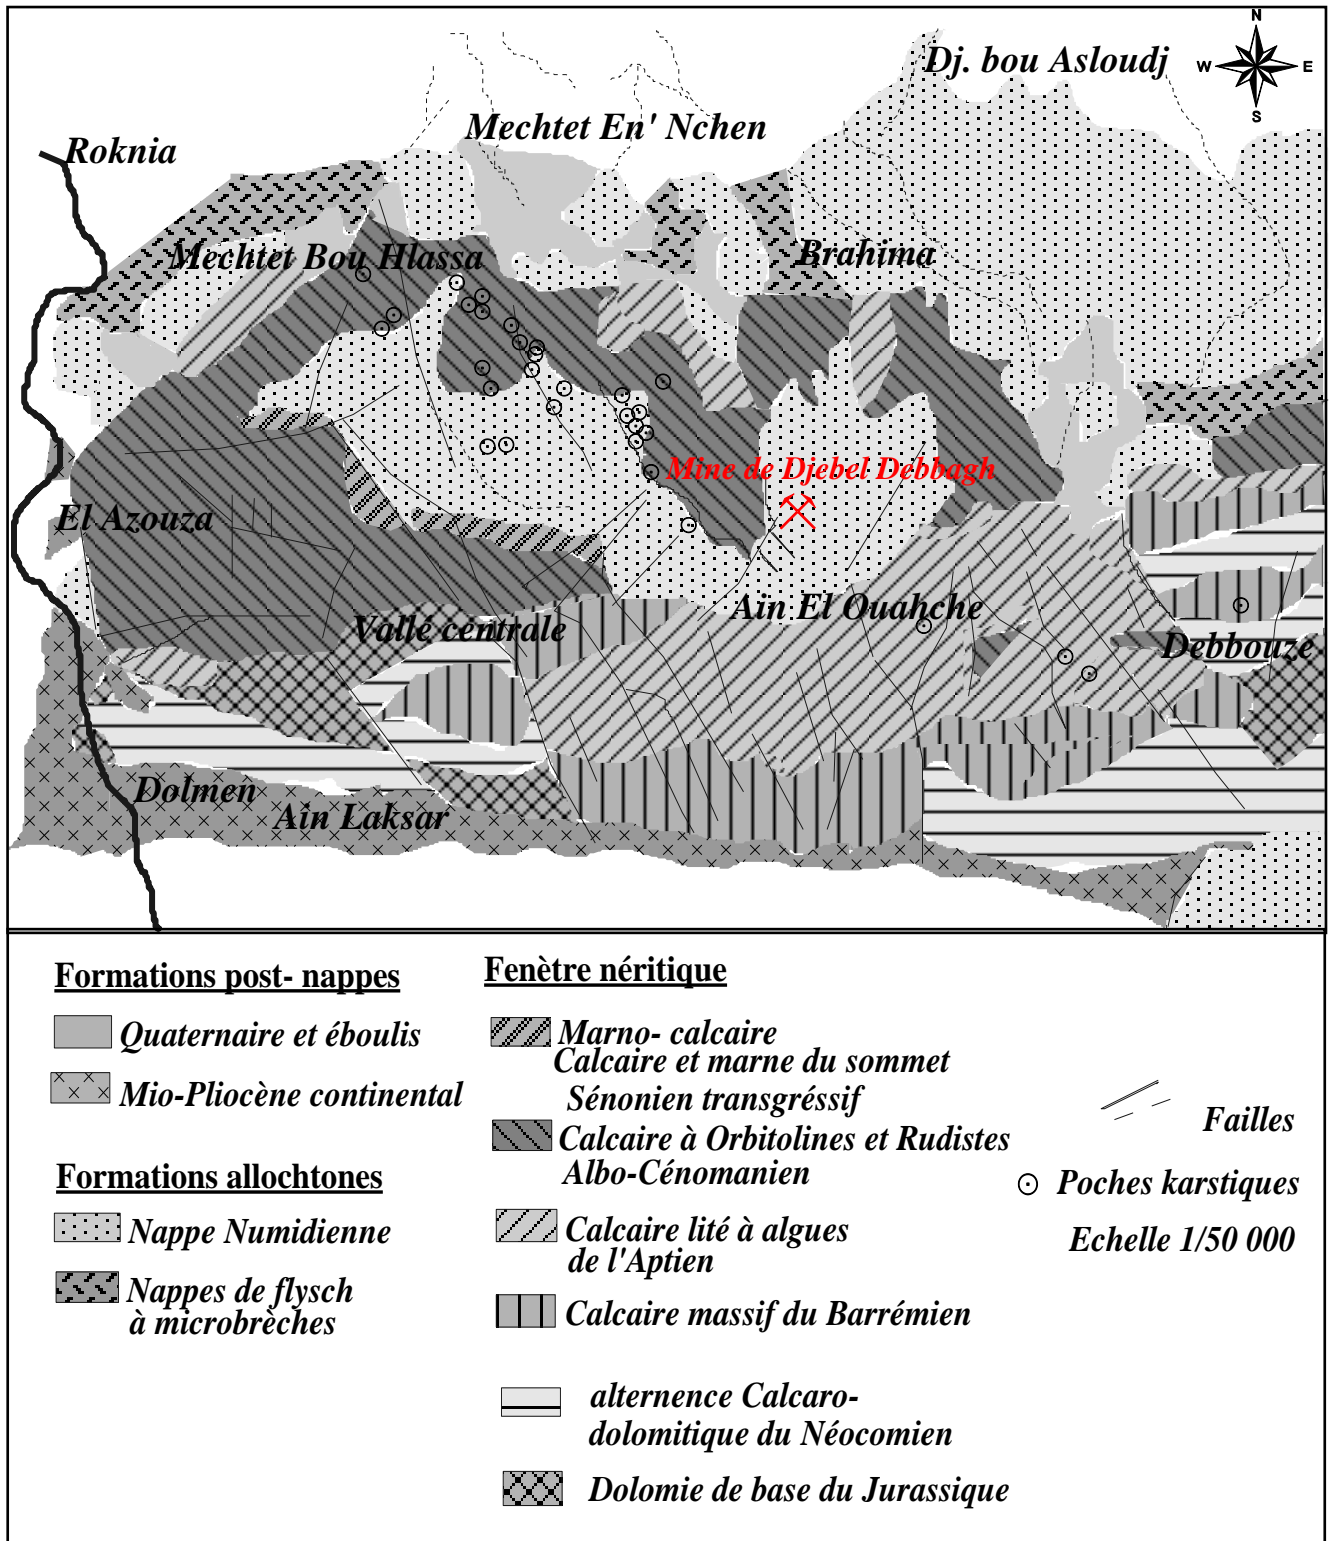 N
Dj. bou Asloudj
W
E
S
Mechtet En' Nchen
Roknia
Mechtet Bou Hlassa
Brahima
Mine de Djebel Debbagh
El Azouza
Ain El Ouahche
Vallé centrale
Debbouze
Dolmen
Ain Laksar
Formations post- nappes
Quaternaire et éboulis
Mio-Pliocène continental
Formations allochtones
Nappe Numidienne
Nappes de flysch
à microbrèches
Fenètre néritique
Marno- calcaire
Calcaire et marne du sommet
Sénonien transgréssif
Calcaire à Orbitolines et Rudistes
Albo-Cénomanien
Calcaire lité à algues
de l'Aptien
Calcaire massif du Barrémien
alternence Calcaro-
dolomitique du Néocomien
Dolomie de base du Jurassique
Failles
Poches karstiques
Echelle 1/50 000